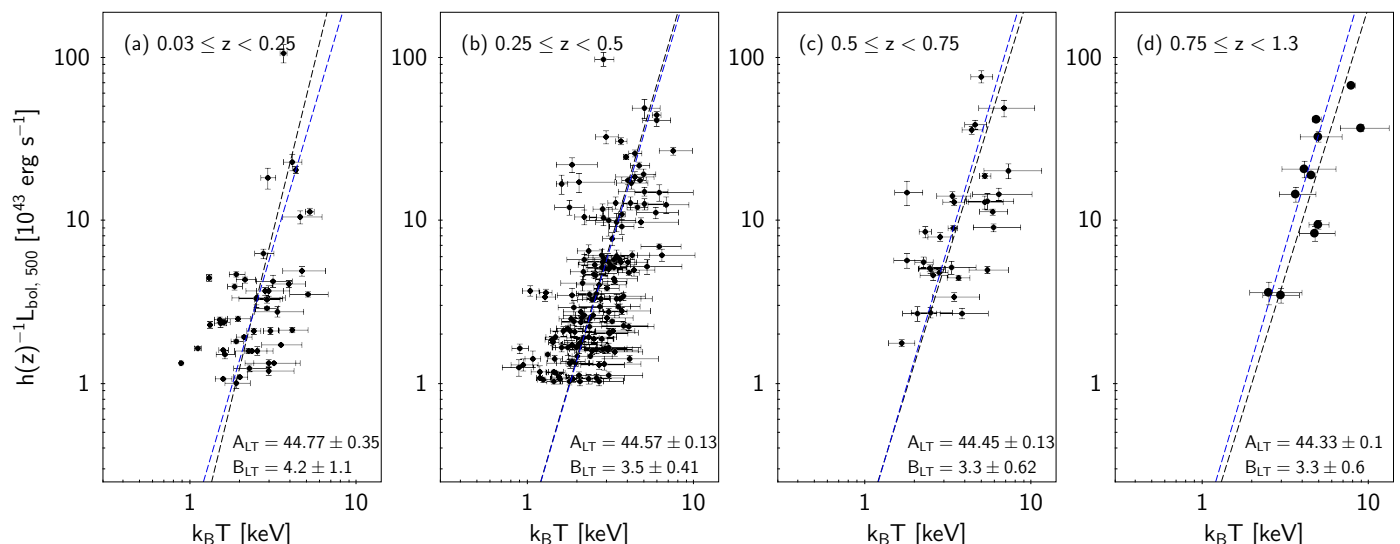 (a) 0.03 ≤ z < 0.25
(b) 0.25 ≤ z < 0.5
(c) 0.5 ≤ z < 0.75
(d) 0.75 ≤ z < 1.3
h(z)⁻¹L_bol, 500 [10⁴³ erg s⁻¹]
100
10
1
A_LT = 44.77 ± 0.35
B_LT = 4.2 ± 1.1
1
10
k_BT [keV]
100
10
1
A_LT = 44.57 ± 0.13
B_LT = 3.5 ± 0.41
1
10
k_BT [keV]
100
10
1
A_LT = 44.45 ± 0.13
B_LT = 3.3 ± 0.62
1
10
k_BT [keV]
100
10
1
A_LT = 44.33 ± 0.1
B_LT = 3.3 ± 0.6
1
10
k_BT [keV]